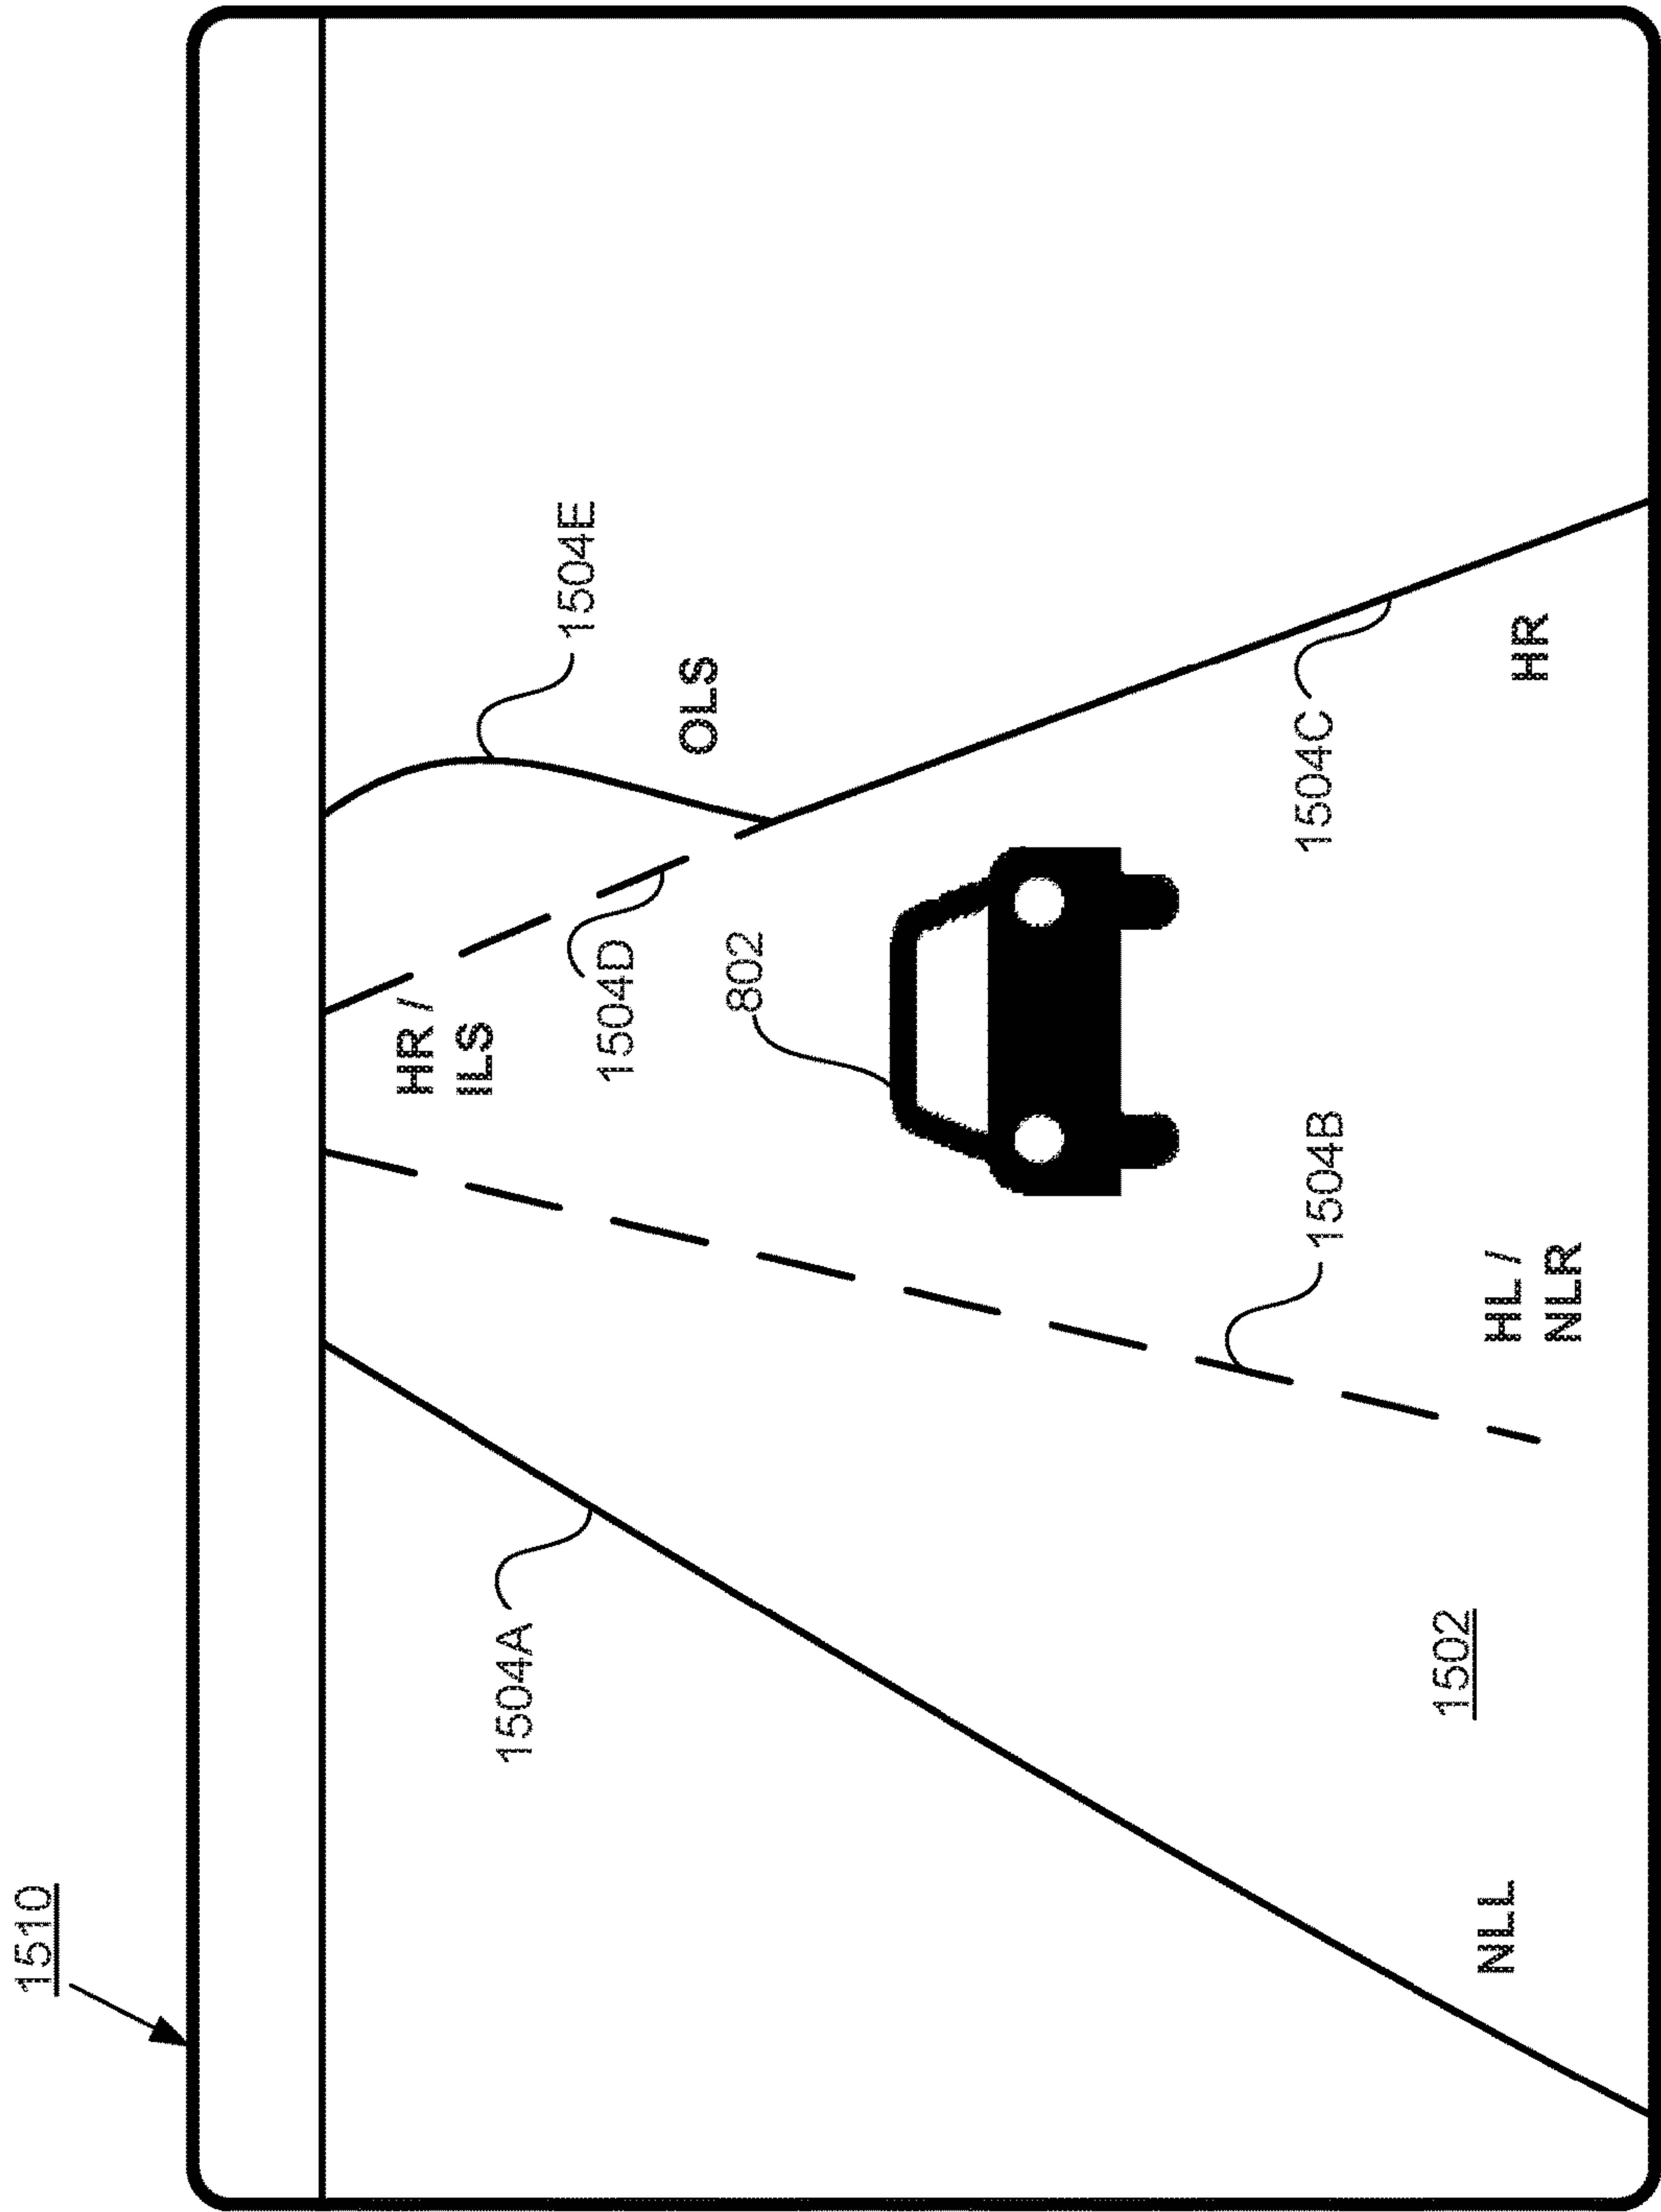 1510
HR /
ILS
1504A
1504E
1504D
OLS
802
1504C
1504B
1502
NLL
HL /
NLR
HR